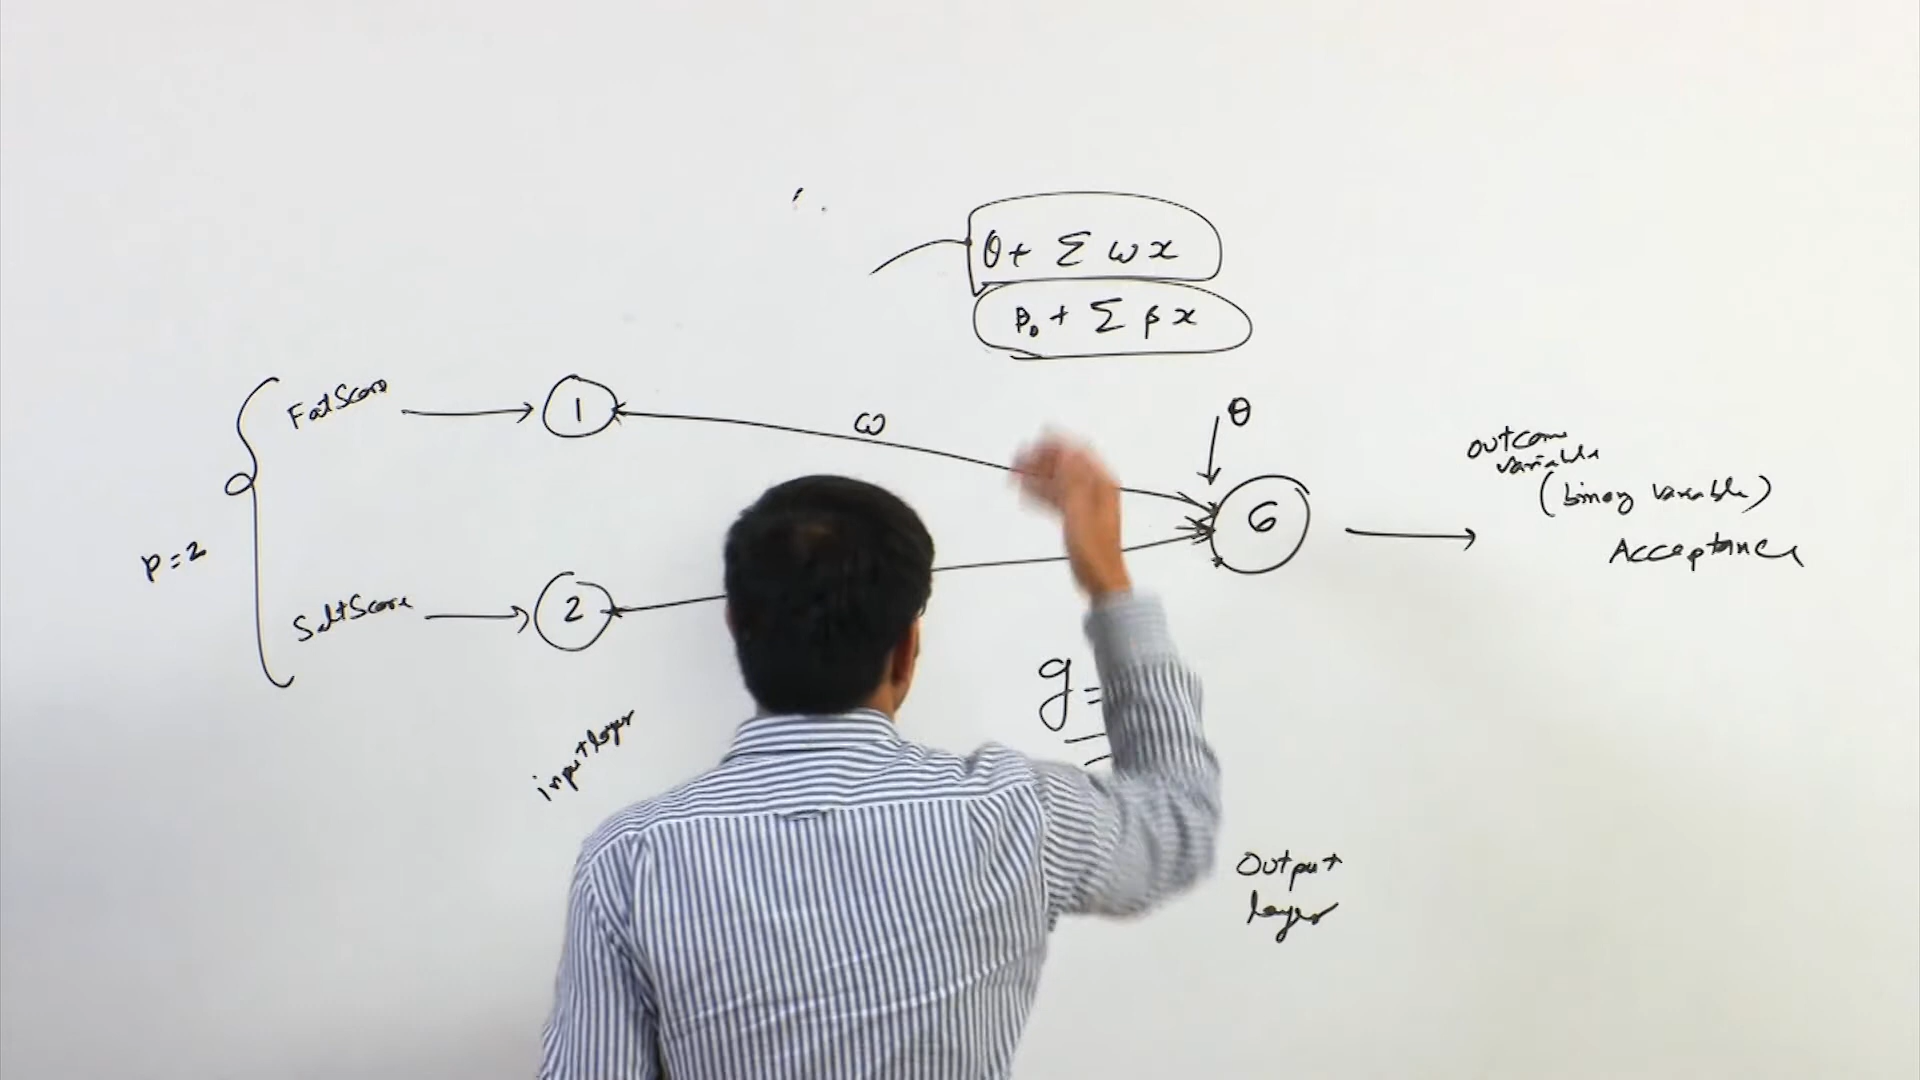 θ + Σ ω x
β₀ + Σ β x
FatScore
1
ω
θ
outcome
variable
(binary variable)
6
Acceptance
p = 2
SaltScore
2
g =
input layer
Output
layer